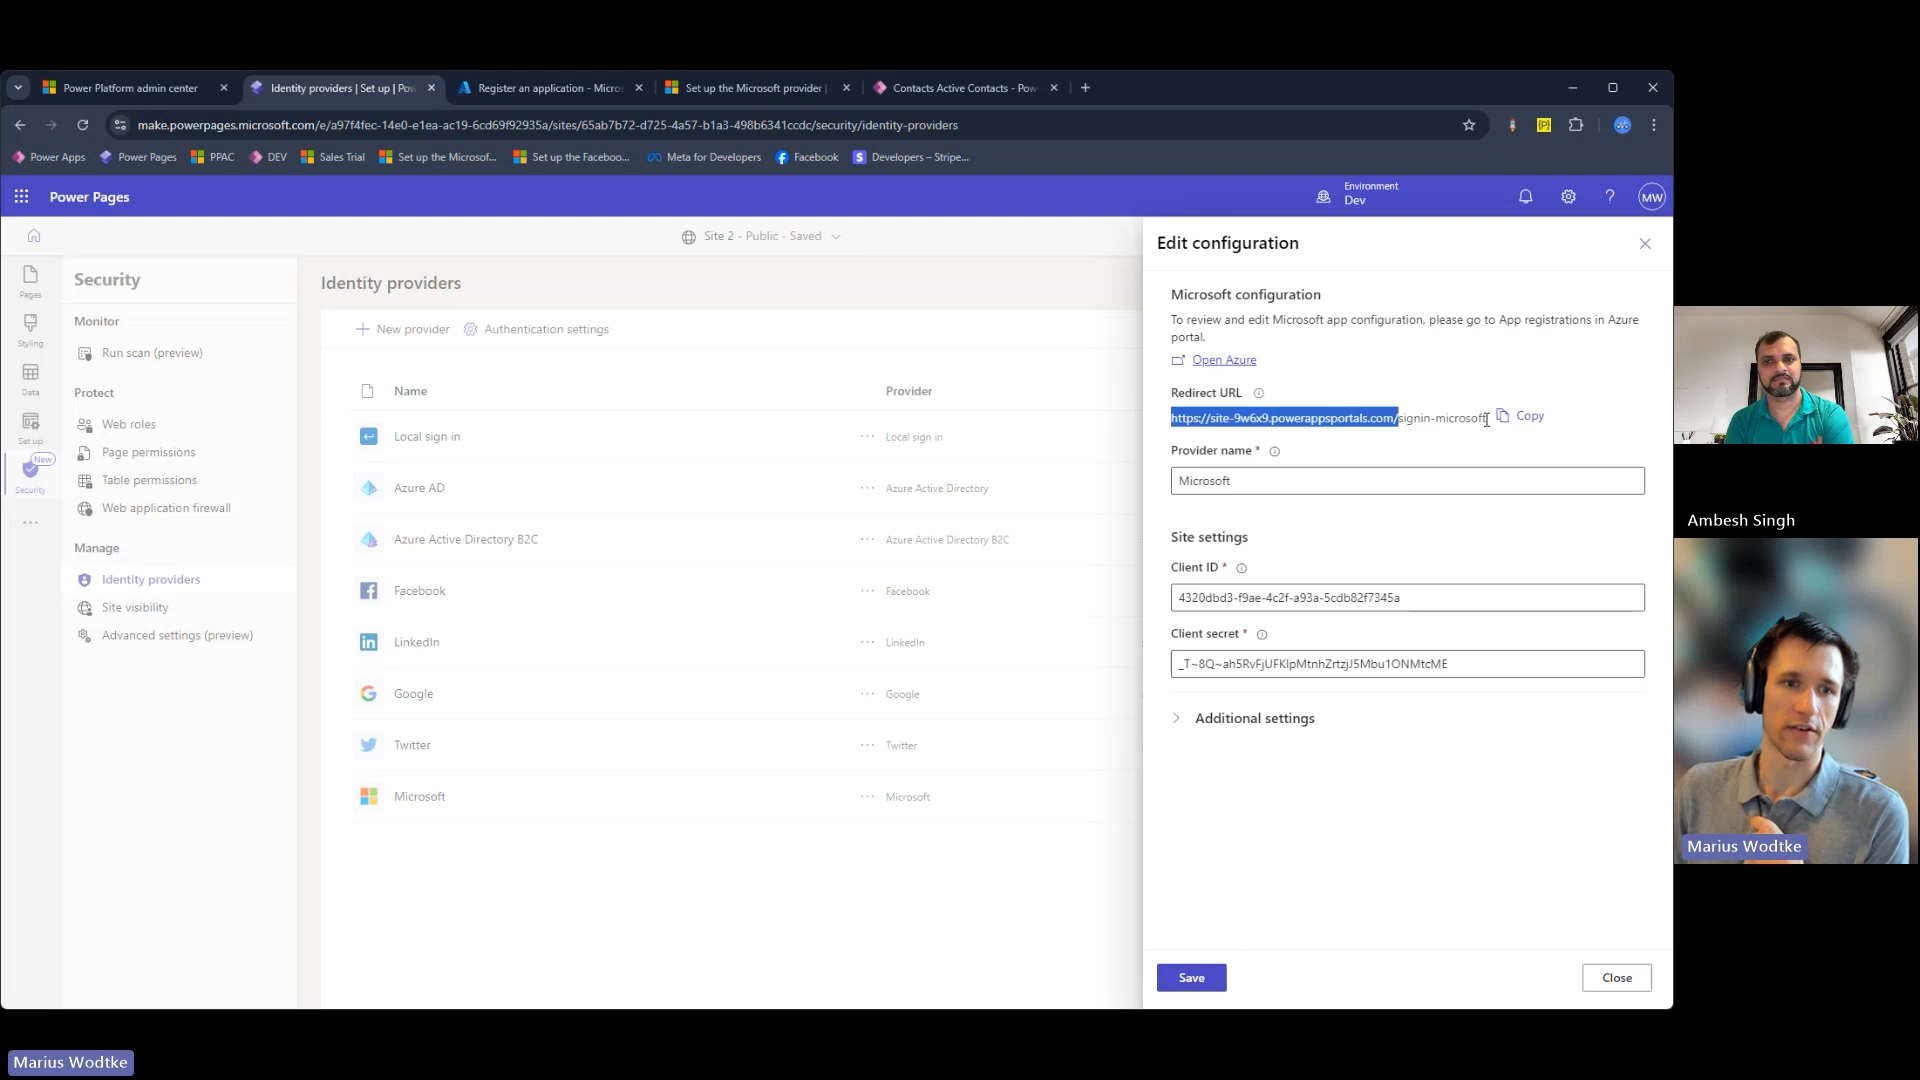 Power Platform admin center
Identity providers | Set up | Pow
Register an application - Micros
Set up the Microsoft provider |
Contacts Active Contacts - Pow
make.powerpages.microsoft.com/e/a97f4fec-14e0-e1ea-ac19-6cd69f92935a/sites/65ab7b72-d725-4a57-b1a3-498b6341ccdc/security/identity-providers
Power Apps
Power Pages
PPAC
DEV
Sales Trial
Set up the Microsof...
Set up the Faceboo...
Meta for Developers
Facebook
Developers – Stripe...
Power Pages
Environment
Dev
MW
Site 2 - Public - Saved
Pages
Styling
Data
Set up
New
Security
Security
Monitor
Run scan (preview)
Protect
Web roles
Page permissions
Table permissions
Web application firewall
Manage
Identity providers
Site visibility
Advanced settings (preview)
Identity providers
New provider
Authentication settings
Name
Provider
Local sign in
Local sign in
Azure AD
Azure Active Directory
Azure Active Directory B2C
Azure Active Directory B2C
Facebook
Facebook
LinkedIn
LinkedIn
Google
Google
Twitter
Twitter
Microsoft
Microsoft
Edit configuration
Microsoft configuration
To review and edit Microsoft app configuration, please go to App registrations in Azure
portal.
Open Azure
Redirect URL
https://site-9w6x9.powerappsportals.com/signin-microsoft
Copy
Provider name *
Microsoft
Site settings
Client ID *
4320dbd3-f9ae-4c2f-a93a-5cdb82f7345a
Client secret *
_T~8Q~ah5RvFjUFKlpMtnhZrtzjJ5Mbu1ONMtcME
Additional settings
Save
Close
Ambesh Singh
Marius Wodtke
Marius Wodtke